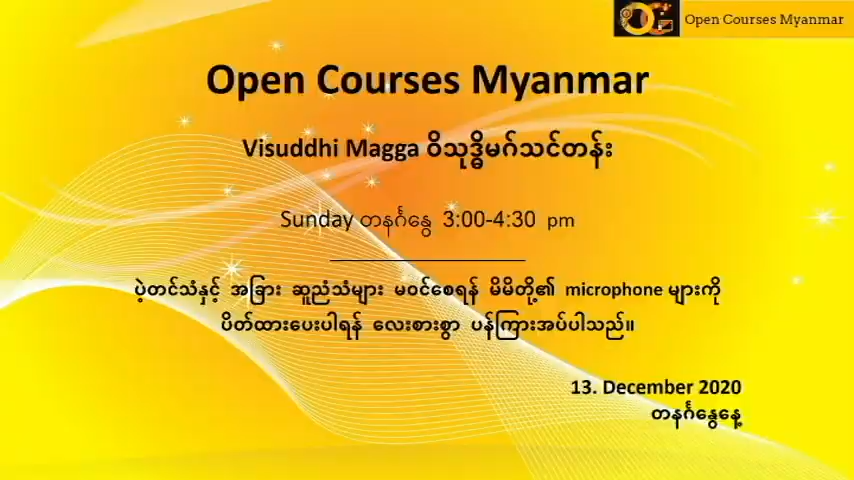 Open Courses Myanmar
Open Courses Myanmar
Visuddhi Magga ဝိသုဒ္ဓိမဂ်သင်တန်း
Sunday တနင်္ဂနွေ 3:00-4:30 pm
ပဲ့တင်သံနှင့် အခြား ဆူညံသံများ မဝင်စေရန် မိမိတို့၏ microphone များကို
ပိတ်ထားပေးပါရန် လေးစားစွာ ပန်ကြားအပ်ပါသည်။
13. December 2020
တနင်္ဂနွေနေ့